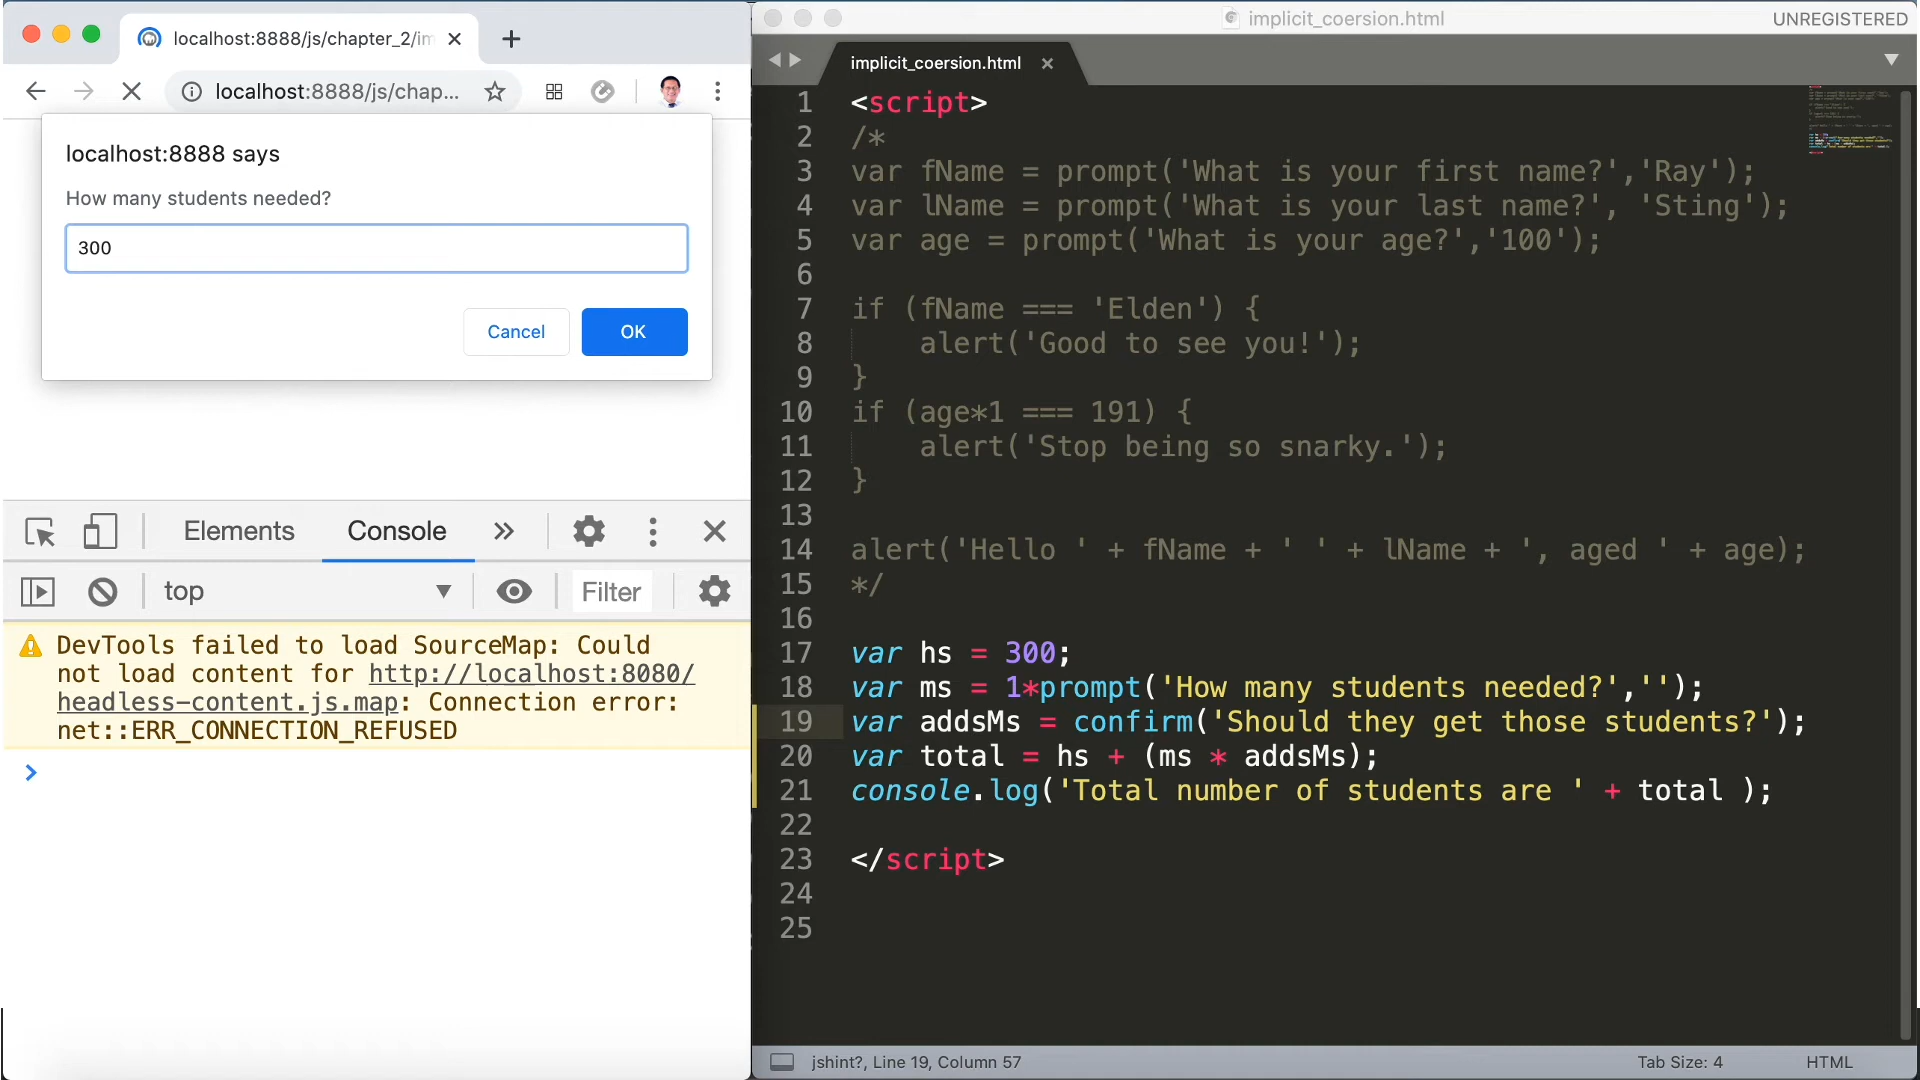 localhost:8888/js/chapter_2/im
localhost:8888/js/chap...
localhost:8888 says
How many students needed?
300
Cancel
OK
Elements
Console
top
Filter
DevTools failed to load SourceMap: Could
not load content for http://localhost:8080/
headless-content.js.map: Connection error:
net::ERR_CONNECTION_REFUSED
implicit_coersion.html
UNREGISTERED
implicit_coersion.html
1 <script>
2 /*
3 var fName = prompt('What is your first name?','Ray');
4 var lName = prompt('What is your last name?', 'Sting');
5 var age = prompt('What is your age?','100');
6
7 if (fName === 'Elden') {
8 alert('Good to see you!');
9 }
10 if (age*1 === 191) {
11 alert('Stop being so snarky.');
12 }
13
14 alert('Hello ' + fName + ' ' + lName + ', aged ' + age);
15 */
16
17 var hs = 300;
18 var ms = 1*prompt('How many students needed?','');
19 var addsMs = confirm('Should they get those students?');
20 var total = hs + (ms * addsMs);
21 console.log('Total number of students are ' + total );
22
23 </script>
24
25
jshint?, Line 19, Column 57
Tab Size: 4
HTML